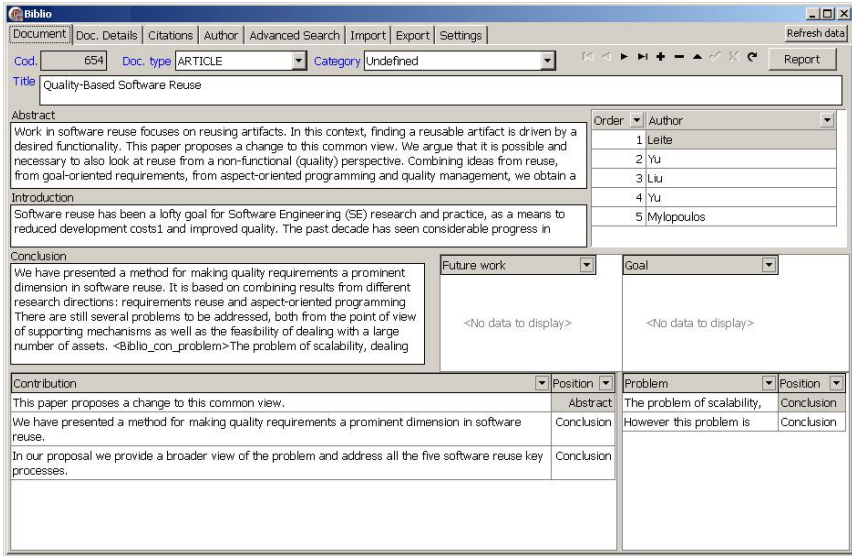 Biblio
Document Doc. Details Citations Author Advanced Search Import Export Settings Refresh data
Cod. 654 Doc. type ARTICLE Category Undefined Report
Title Quality-Based Software Reuse
Abstract
Work in software reuse focuses on reusing artifacts. In this context, finding a reusable artifact is driven by a
desired functionality. This paper proposes a change to this common view. We argue that it is possible and
necessary to also look at reuse from a non-functional (quality) perspective. Combining ideas from reuse,
from goal-oriented requirements, from aspect-oriented programming and quality management, we obtain a
Order Author
1 Leite
2 Yu
3 Liu
4 Yu
5 Mylopoulos
Introduction
Software reuse has been a lofty goal for Software Engineering (SE) research and practice, as a means to
reduced development costs1 and improved quality. The past decade has seen considerable progress in
Conclusion
We have presented a method for making quality requirements a prominent
dimension in software reuse. It is based on combining results from different
research directions: requirements reuse and aspect-oriented programming
There are still several problems to be addressed, both from the point of view
of supporting mechanisms as well as the feasibility of dealing with a large
number of assets. <Biblio_con_problem>The problem of scalability, dealing
Future work
<No data to display>
Goal
<No data to display>
Contribution Position
This paper proposes a change to this common view. Abstract
We have presented a method for making quality requirements a prominent dimension in software Conclusion
reuse.
In our proposal we provide a broader view of the problem and address all the five software reuse key Conclusion
processes.
Problem Position
The problem of scalability, Conclusion
However this problem is Conclusion